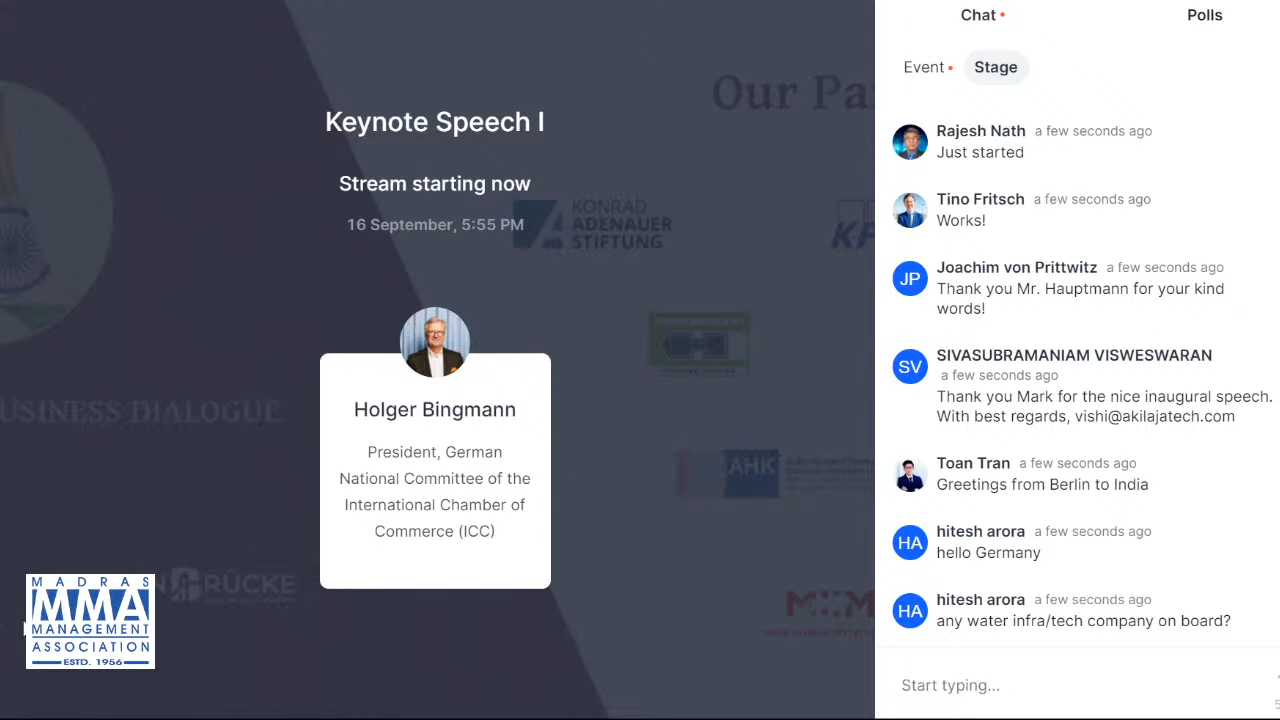 Keynote Speech I
Stream starting now
16 September, 5:55 PM
Our Pa
KONRAD
ADENAUER
STIFTUNG
KF
Holger Bingmann
President, German
National Committee of the
International Chamber of
Commerce (ICC)
USINESS DIALOGUE
AHK
RÜCKE
MADRAS
MMA
MANAGEMENT
ASSOCIATION
ESTD. 1956
Chat
Polls
Event
Stage
Rajesh Nath a few seconds ago
Just started
Tino Fritsch a few seconds ago
Works!
JP
Joachim von Prittwitz a few seconds ago
Thank you Mr. Hauptmann for your kind
words!
SV
SIVASUBRAMANIAM VISWESWARAN
a few seconds ago
Thank you Mark for the nice inaugural speech.
With best regards, vishi@akilajatech.com
Toan Tran a few seconds ago
Greetings from Berlin to India
HA
hitesh arora a few seconds ago
hello Germany
HA
hitesh arora a few seconds ago
any water infra/tech company on board?
Start typing...